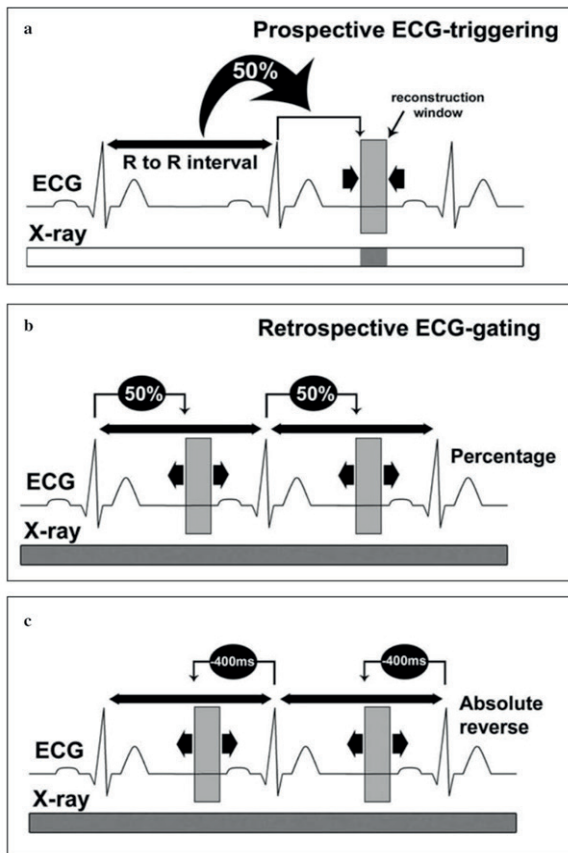 a
Prospective ECG-triggering
50%
reconstruction
window
R to R interval
ECG
X-ray
b
Retrospective ECG-gating
50%
50%
Percentage
ECG
X-ray
c
-400ms
-400ms
Absolute
reverse
ECG
X-ray